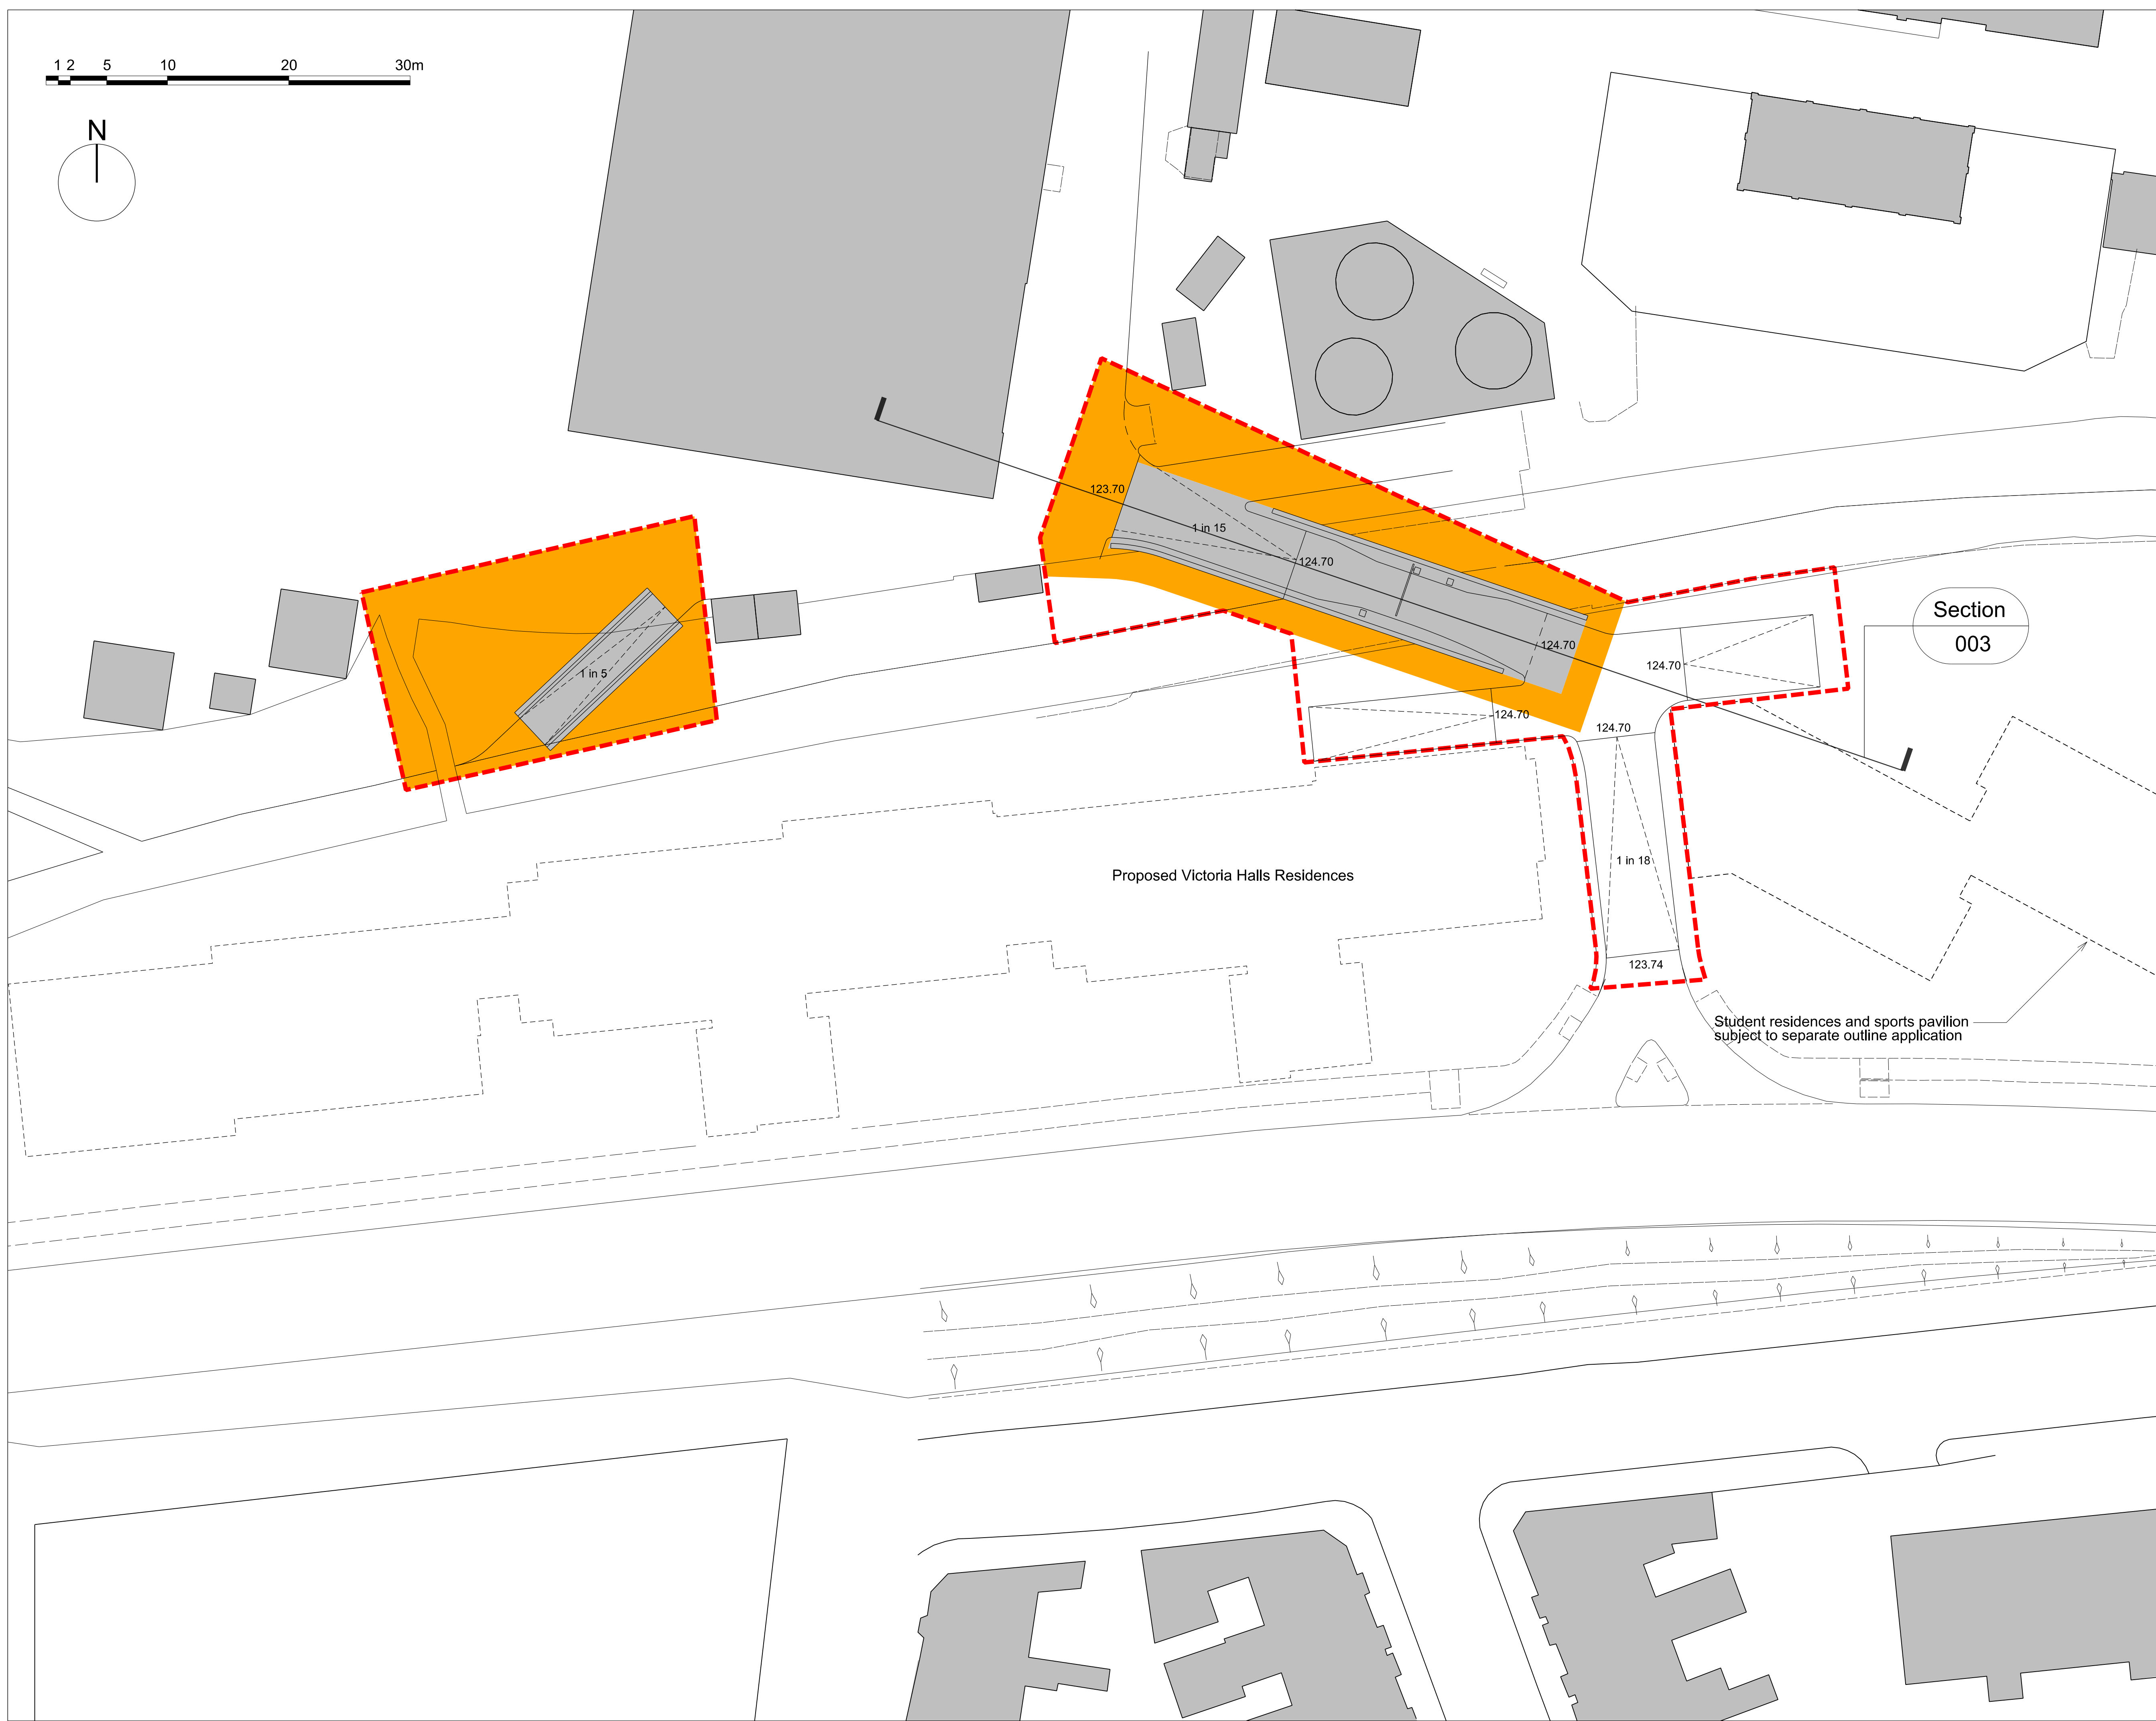 1 2 5 10 20 30m
N
123.70
1 in 15
124.70
Section
003
124.70
124.70
1 in 5
124.70
124.70
1 in 18
Proposed Victoria Halls Residences
123.74
Student residences and sports pavilion
subject to separate outline application